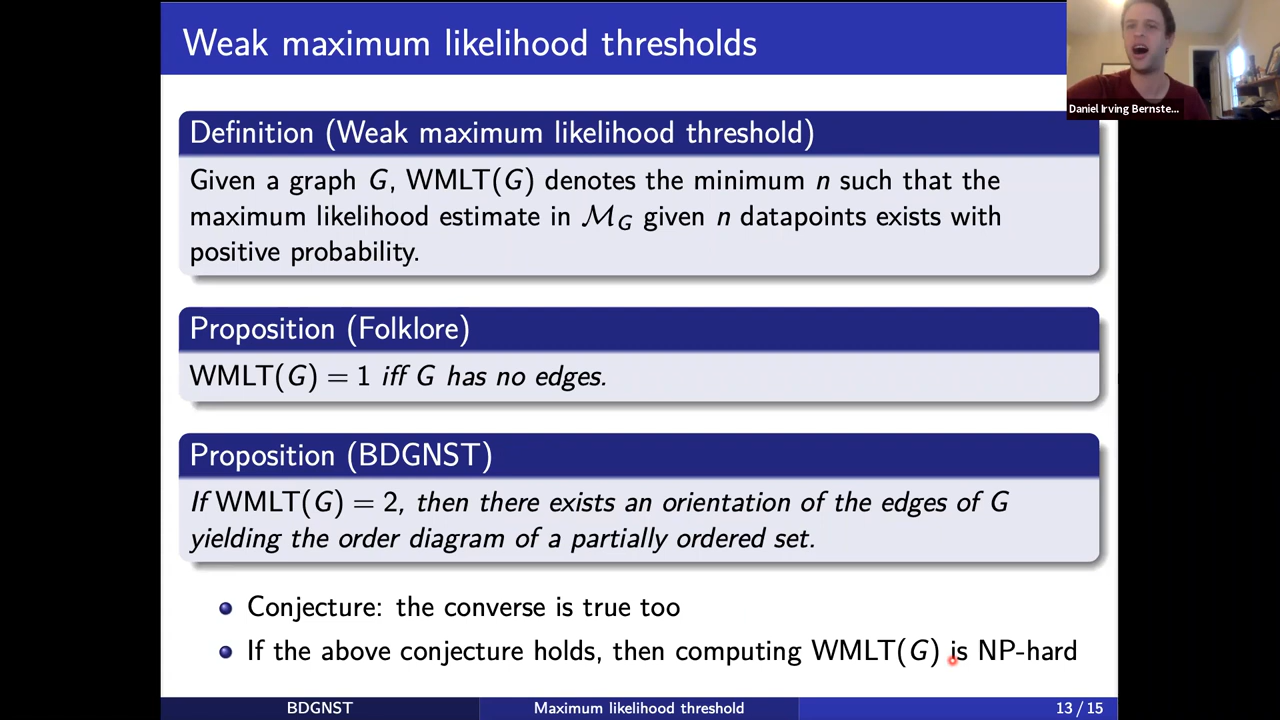 Weak maximum likelihood thresholds
Daniel Irving Bernste...
Definition (Weak maximum likelihood threshold)
Given a graph G, WMLT(G) denotes the minimum n such that the
maximum likelihood estimate in ℳ_G given n datapoints exists with
positive probability.
Proposition (Folklore)
WMLT(G) = 1 iff G has no edges.
Proposition (BDGNST)
If WMLT(G) = 2, then there exists an orientation of the edges of G
yielding the order diagram of a partially ordered set.
Conjecture: the converse is true too
If the above conjecture holds, then computing WMLT(G) is NP-hard
BDGNST
Maximum likelihood threshold
13 / 15